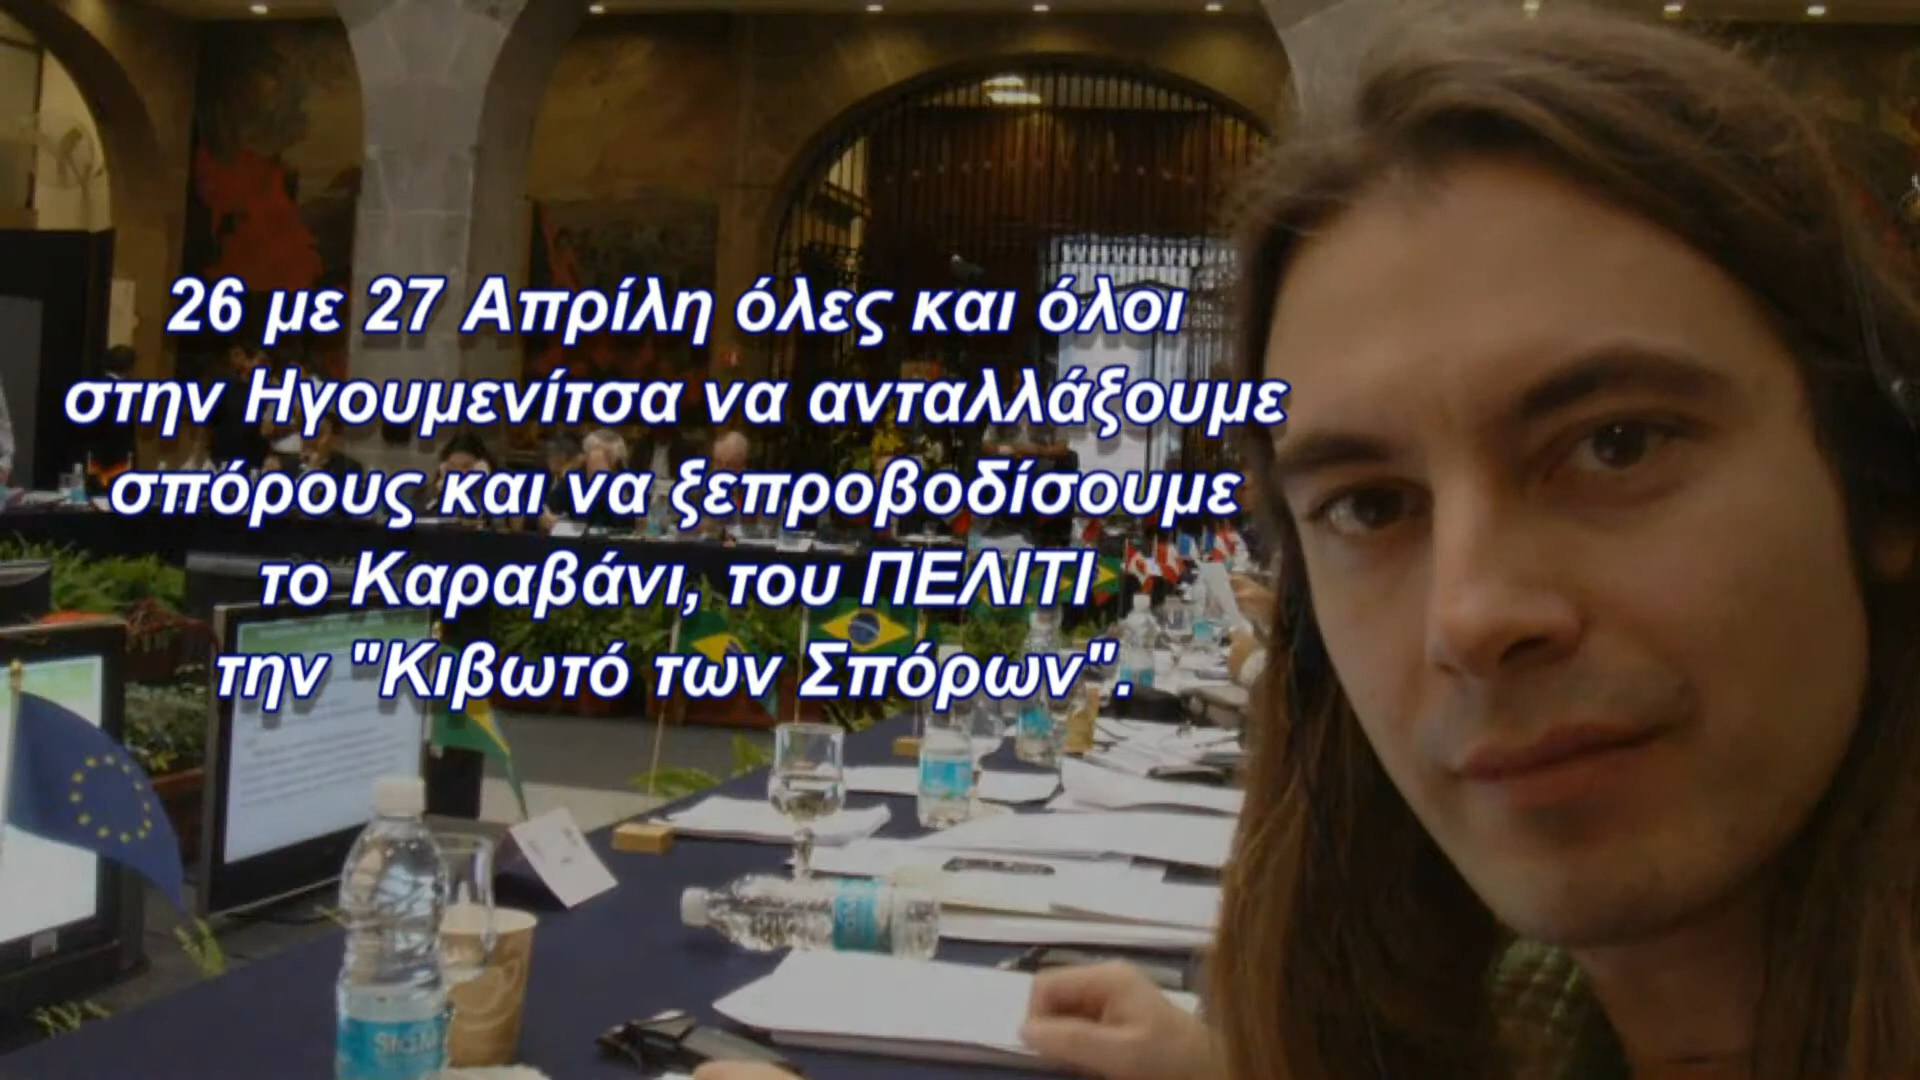 26 με 27 Απρίλη όλες και όλοι
στην Ηγουμενίτσα να ανταλλάξουμε
σπόρους και να ξεπροβοδίσουμε
το Καραβάνι, του ΠΕΛΙΤΙ
την "Κιβωτό των Σπόρων".